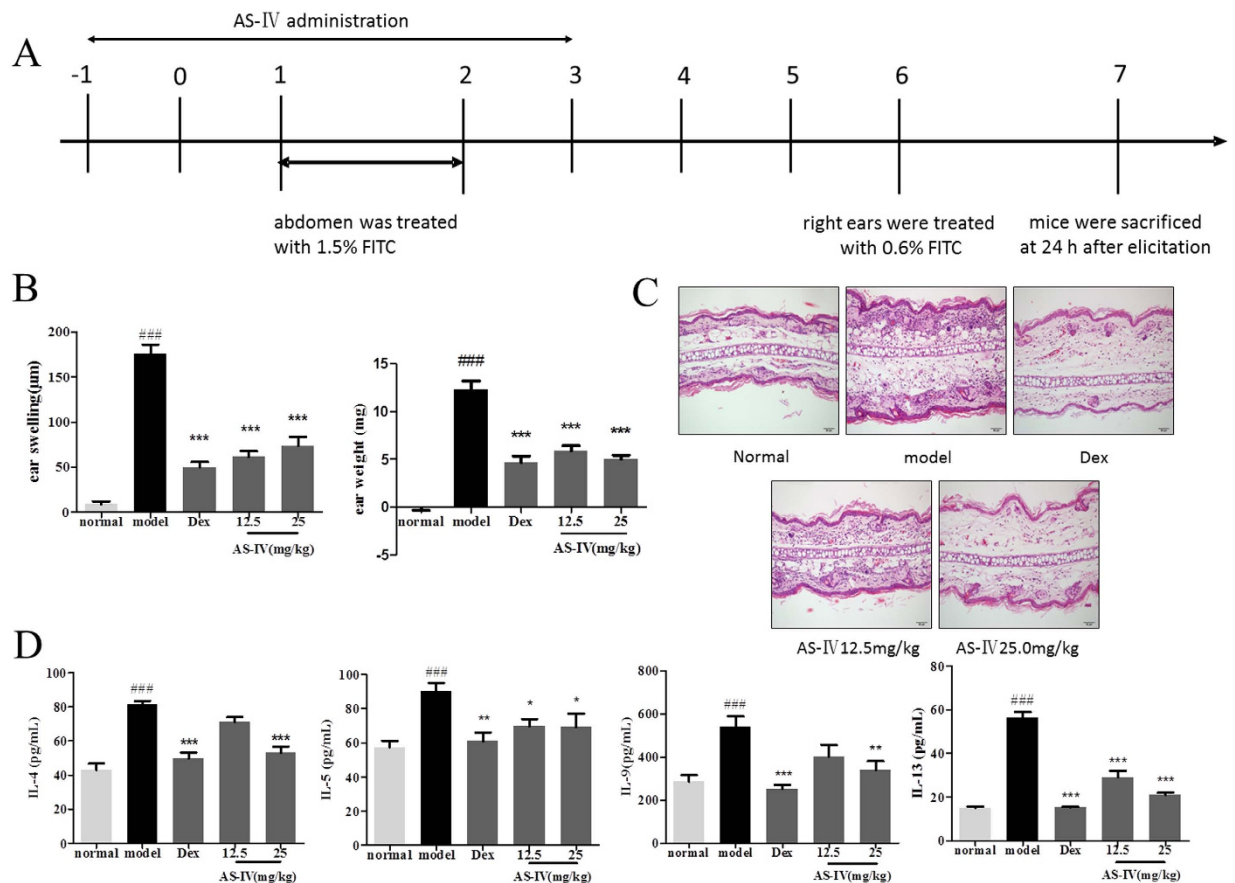 AS-Ⅳ administration
A
-1 0 1 2 3 4 5 6 7
abdomen was treated
with 1.5% FITC
right ears were treated
with 0.6% FITC
mice were sacrificed
at 24 h after elicitation
B
ear swelling(μm)
200
150
100
50
0
###
***
***
***
normal model Dex 12.5 25
AS-IV(mg/kg)
ear weight (mg)
15
10
5
0
-5
###
***
***
***
normal model Dex 12.5 25
AS-IV(mg/kg)
C
Normal model Dex
AS-Ⅳ12.5mg/kg AS-Ⅳ25.0mg/kg
D
IL-4 (pg/mL)
100
80
60
40
20
0
###
***
***
normal model Dex 12.5 25
AS-IV(mg/kg)
IL-5 (pg/mL)
100
80
60
40
20
0
###
**
*
*
normal model Dex 12.5 25
AS-IV(mg/kg)
IL-9(pg/mL)
800
600
400
200
0
###
***
**
normal model Dex 12.5 25
AS-IV(mg/kg)
IL-13 (pg/mL)
80
60
40
20
0
###
***
***
***
normal model Dex 12.5 25
AS-IV(mg/kg)